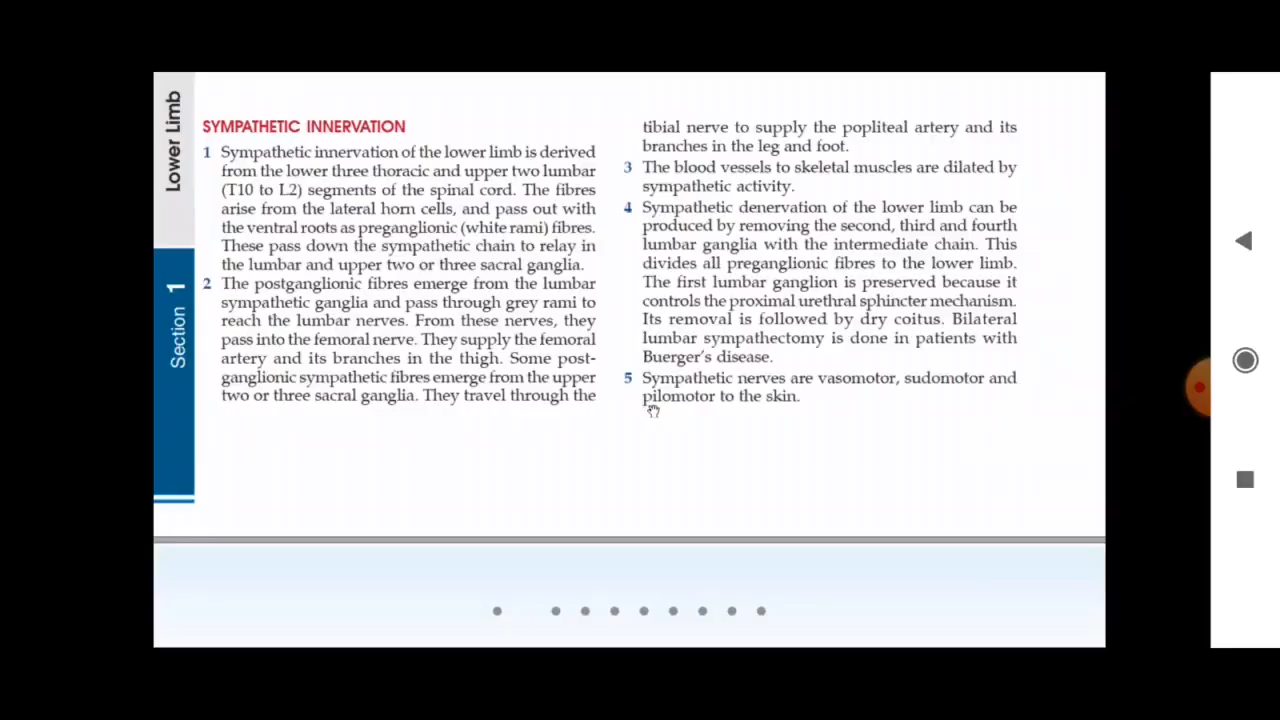 Lower Limb
Section 1
SYMPATHETIC INNERVATION
1 Sympathetic innervation of the lower limb is derived
from the lower three thoracic and upper two lumbar
(T10 to L2) segments of the spinal cord. The fibres
arise from the lateral horn cells, and pass out with
the ventral roots as preganglionic (white rami) fibres.
These pass down the sympathetic chain to relay in
the lumbar and upper two or three sacral ganglia.
2 The postganglionic fibres emerge from the lumbar
sympathetic ganglia and pass through grey rami to
reach the lumbar nerves. From these nerves, they
pass into the femoral nerve. They supply the femoral
artery and its branches in the thigh. Some post-
ganglionic sympathetic fibres emerge from the upper
two or three sacral ganglia. They travel through the
tibial nerve to supply the popliteal artery and its
branches in the leg and foot.
3 The blood vessels to skeletal muscles are dilated by
sympathetic activity.
4 Sympathetic denervation of the lower limb can be
produced by removing the second, third and fourth
lumbar ganglia with the intermediate chain. This
divides all preganglionic fibres to the lower limb.
The first lumbar ganglion is preserved because it
controls the proximal urethral sphincter mechanism.
Its removal is followed by dry coitus. Bilateral
lumbar sympathectomy is done in patients with
Buerger's disease.
5 Sympathetic nerves are vasomotor, sudomotor and
pilomotor to the skin.